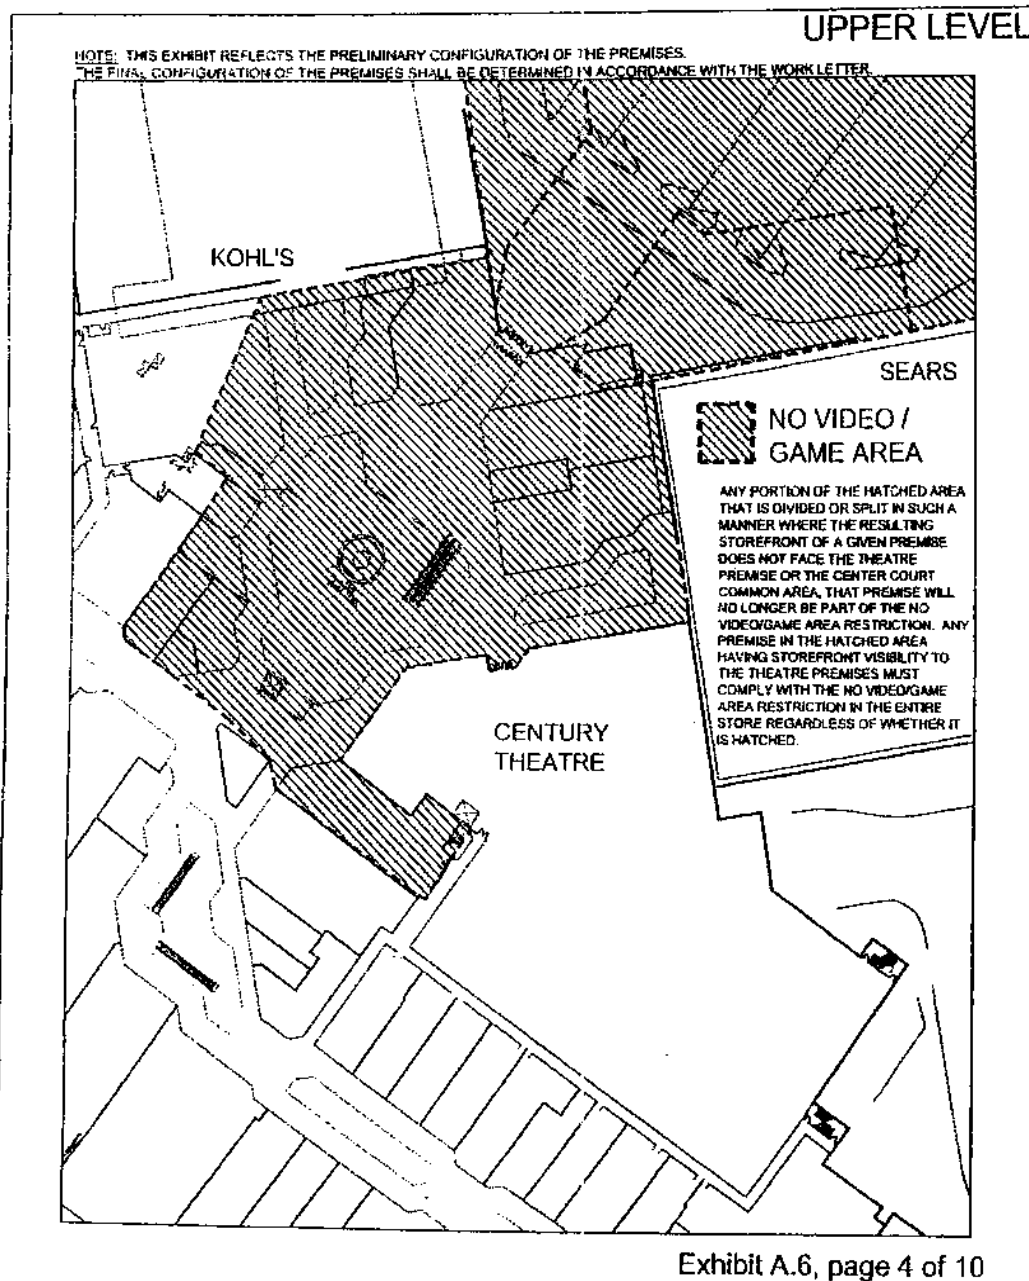 UPPER LEVEL
NOTE: THIS EXHIBIT REFLECTS THE PRELIMINARY CONFIGURATION OF THE PREMISES.
THE FINAL CONFIGURATION OF THE PREMISES SHALL BE DETERMINED IN ACCORDANCE WITH THE WORK LETTER.
KOHL'S
SEARS
NO VIDEO /
GAME AREA
ANY PORTION OF THE HATCHED AREA
THAT IS DIVIDED OR SPLIT IN SUCH A
MANNER WHERE THE RESULTING
STOREFRONT OF A GIVEN PREMISE
DOES NOT FACE THE THEATRE
PREMISE OR THE CENTER COURT
COMMON AREA, THAT PREMISE WILL
NO LONGER BE PART OF THE NO
VIDEO/GAME AREA RESTRICTION. ANY
PREMISE IN THE HATCHED AREA
HAVING STOREFRONT VISIBILITY TO
THE THEATRE PREMISES MUST
COMPLY WITH THE NO VIDEO/GAME
AREA RESTRICTION IN THE ENTIRE
STORE REGARDLESS OF WHETHER IT
IS HATCHED.
CENTURY
THEATRE
Exhibit A.6, page 4 of 10